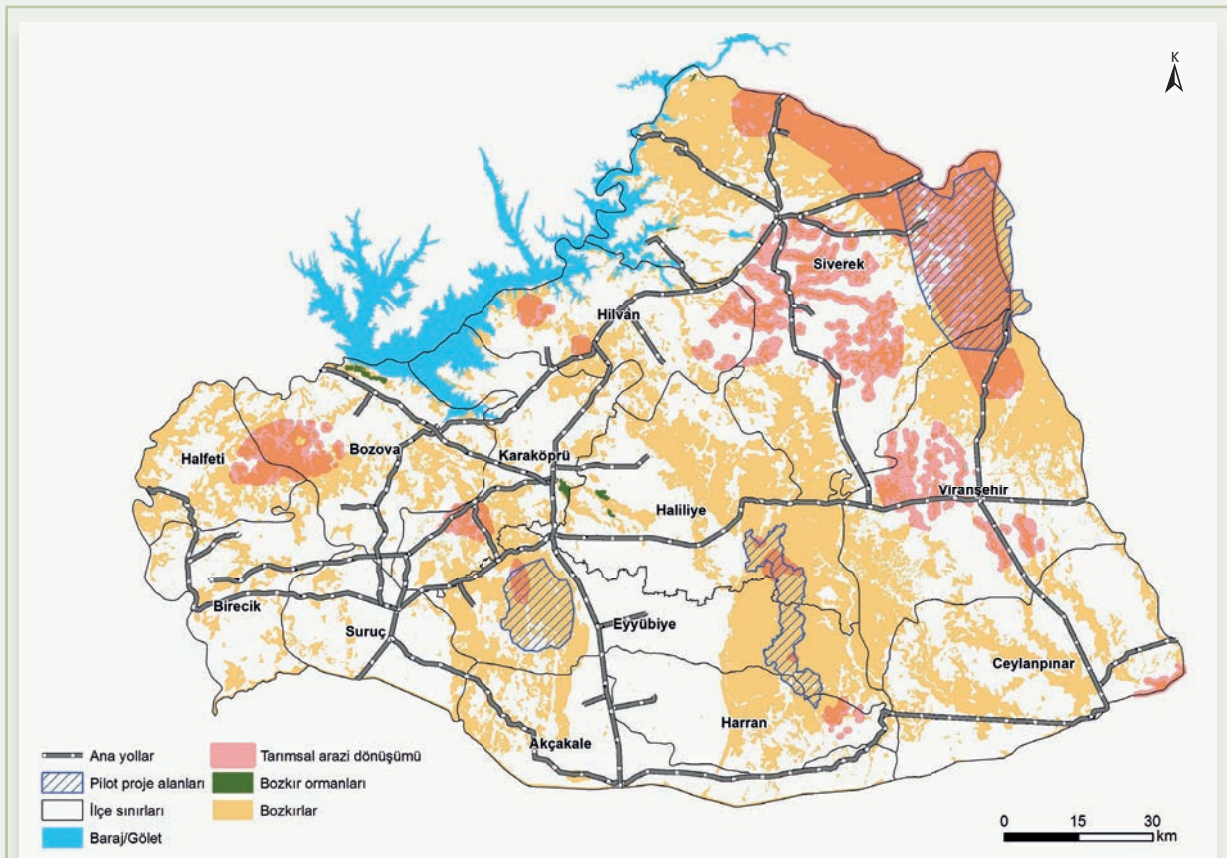 K
Siverek
Hilvan
Halfeti
Bozova
Karaköprü
Haliliye
Viranşehir
Birecik
Suruç
Eyyübiye
Ceylanpınar
Harran
Akçakale
Ana yollar
Pilot proje alanları
İlçe sınırları
Baraj/Gölet
Tarımsal arazi dönüşümü
Bozkır ormanları
Bozkırlar
0 15 30
km